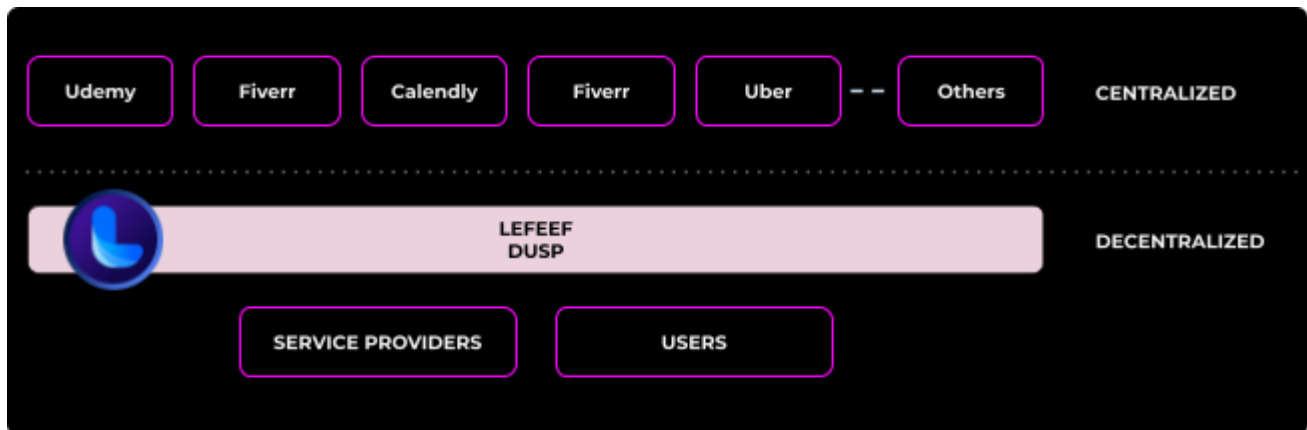 Udemy Fiverr Calendly Fiverr Uber Others CENTRALIZED
LEFEEF
DUSP
DECENTRALIZED
SERVICE PROVIDERS USERS